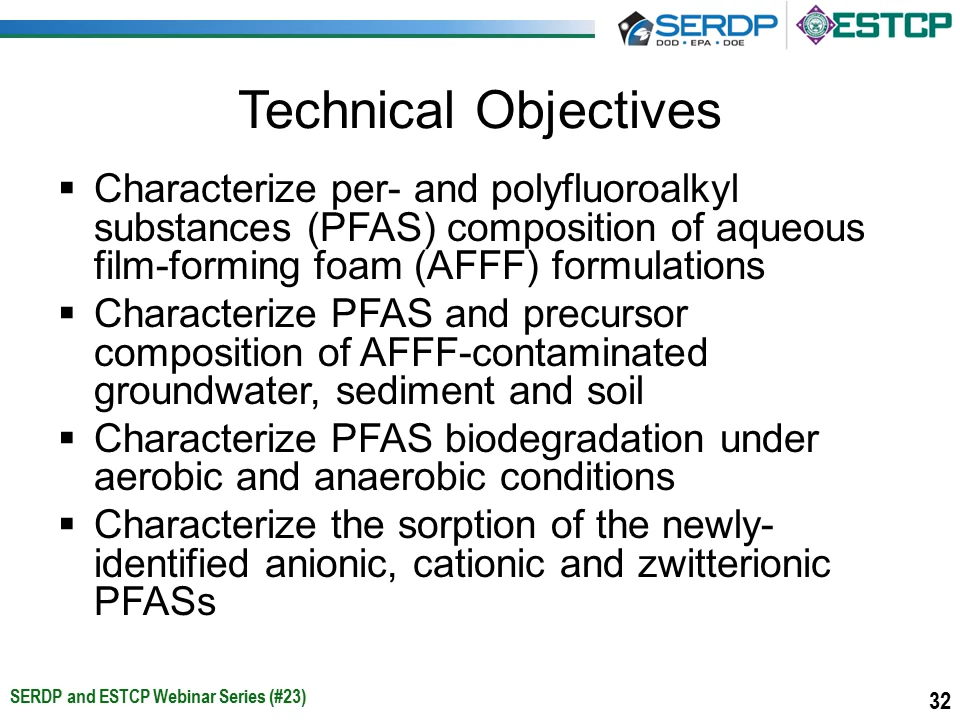 SERDP
DOD • EPA • DOE
ESTCP
Technical Objectives
▪ Characterize per- and polyfluoroalkyl
substances (PFAS) composition of aqueous
film-forming foam (AFFF) formulations
▪ Characterize PFAS and precursor
composition of AFFF-contaminated
groundwater, sediment and soil
▪ Characterize PFAS biodegradation under
aerobic and anaerobic conditions
▪ Characterize the sorption of the newly-
identified anionic, cationic and zwitterionic
PFASs
SERDP and ESTCP Webinar Series (#23)
32